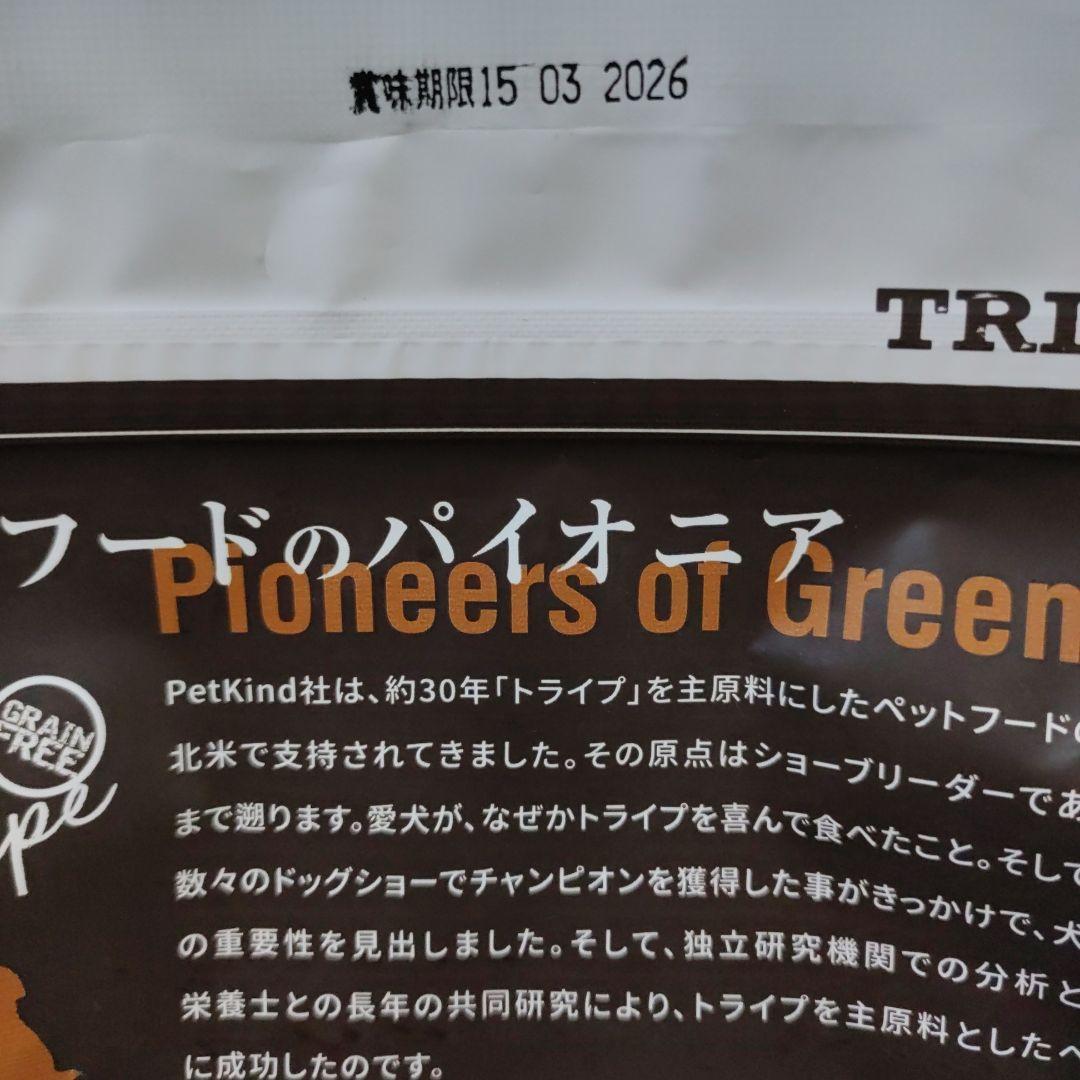 賞味期限15 03 2026
TRI
フードのパイオニア
Pioneers of Green
GRAIN
FREE
PetKind社は、約30年「トライプ」を主原料にしたペットフードの
北米で支持されてきました。その原点はショーブリーダーであ
まで遡ります。愛犬が、なぜかトライプを喜んで食べたこと。そして
数々のドッグショーでチャンピオンを獲得した事がきっかけで、犬
の重要性を見出しました。そして、独立研究機関での分析と
栄養士との長年の共同研究により、トライプを主原料としたペ
に成功したのです。